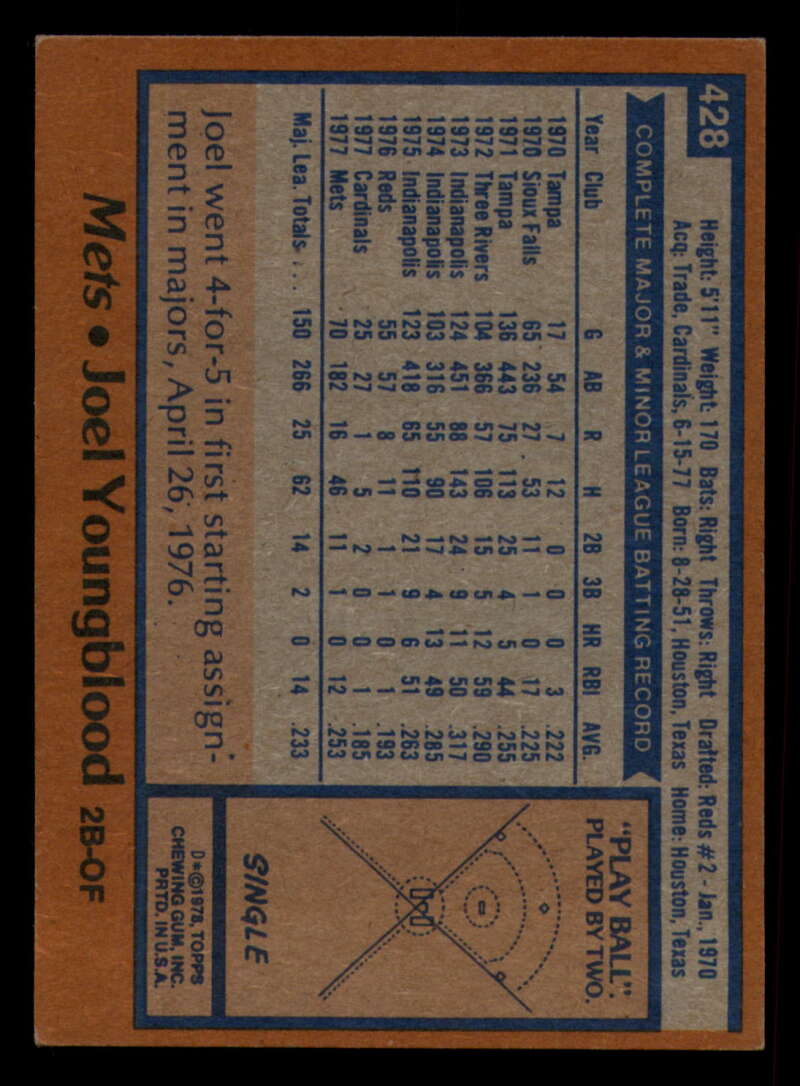 428
Height: 5'11" Weight: 170 Bats: Right Throws: Right Drafted: Reds #2 - Jan., 1970
Acq: Trade, Cardinals, 6-15-77 Born: 8-28-51, Houston, Texas Home: Houston, Texas
COMPLETE MAJOR & MINOR LEAGUE BATTING RECORD
Year Club G AB R H 2B 3B HR RBI AVG.
1970 Tampa 17 54 7 12 0 0 0 3 .222
1970 Sioux Falls 65 236 27 53 11 1 0 17 .225
1971 Tampa 136 443 75 113 25 4 5 44 .255
1972 Three Rivers 104 366 57 106 15 5 12 59 .290
1973 Indianapolis 124 451 88 143 24 9 11 50 .317
1974 Indianapolis 103 316 55 90 17 4 13 49 .285
1975 Indianapolis 123 418 65 110 21 9 6 51 .263
1976 Reds 55 57 8 11 1 1 0 1 .193
1977 Cardinals 25 27 1 5 2 0 0 1 .185
1977 Mets 70 182 16 46 11 1 0 12 .253
Maj. Lea. Totals . . . 150 266 25 62 14 2 0 14 .233
Joel went 4-for-5 in first starting assign-
ment in majors, April 26, 1976.
"PLAY BALL".
PLAYED BY TWO.
SINGLE
D*©1978, TOPPS
CHEWING GUM, INC.
PRTD. IN U.S.A.
Mets • Joel Youngblood 2B-OF